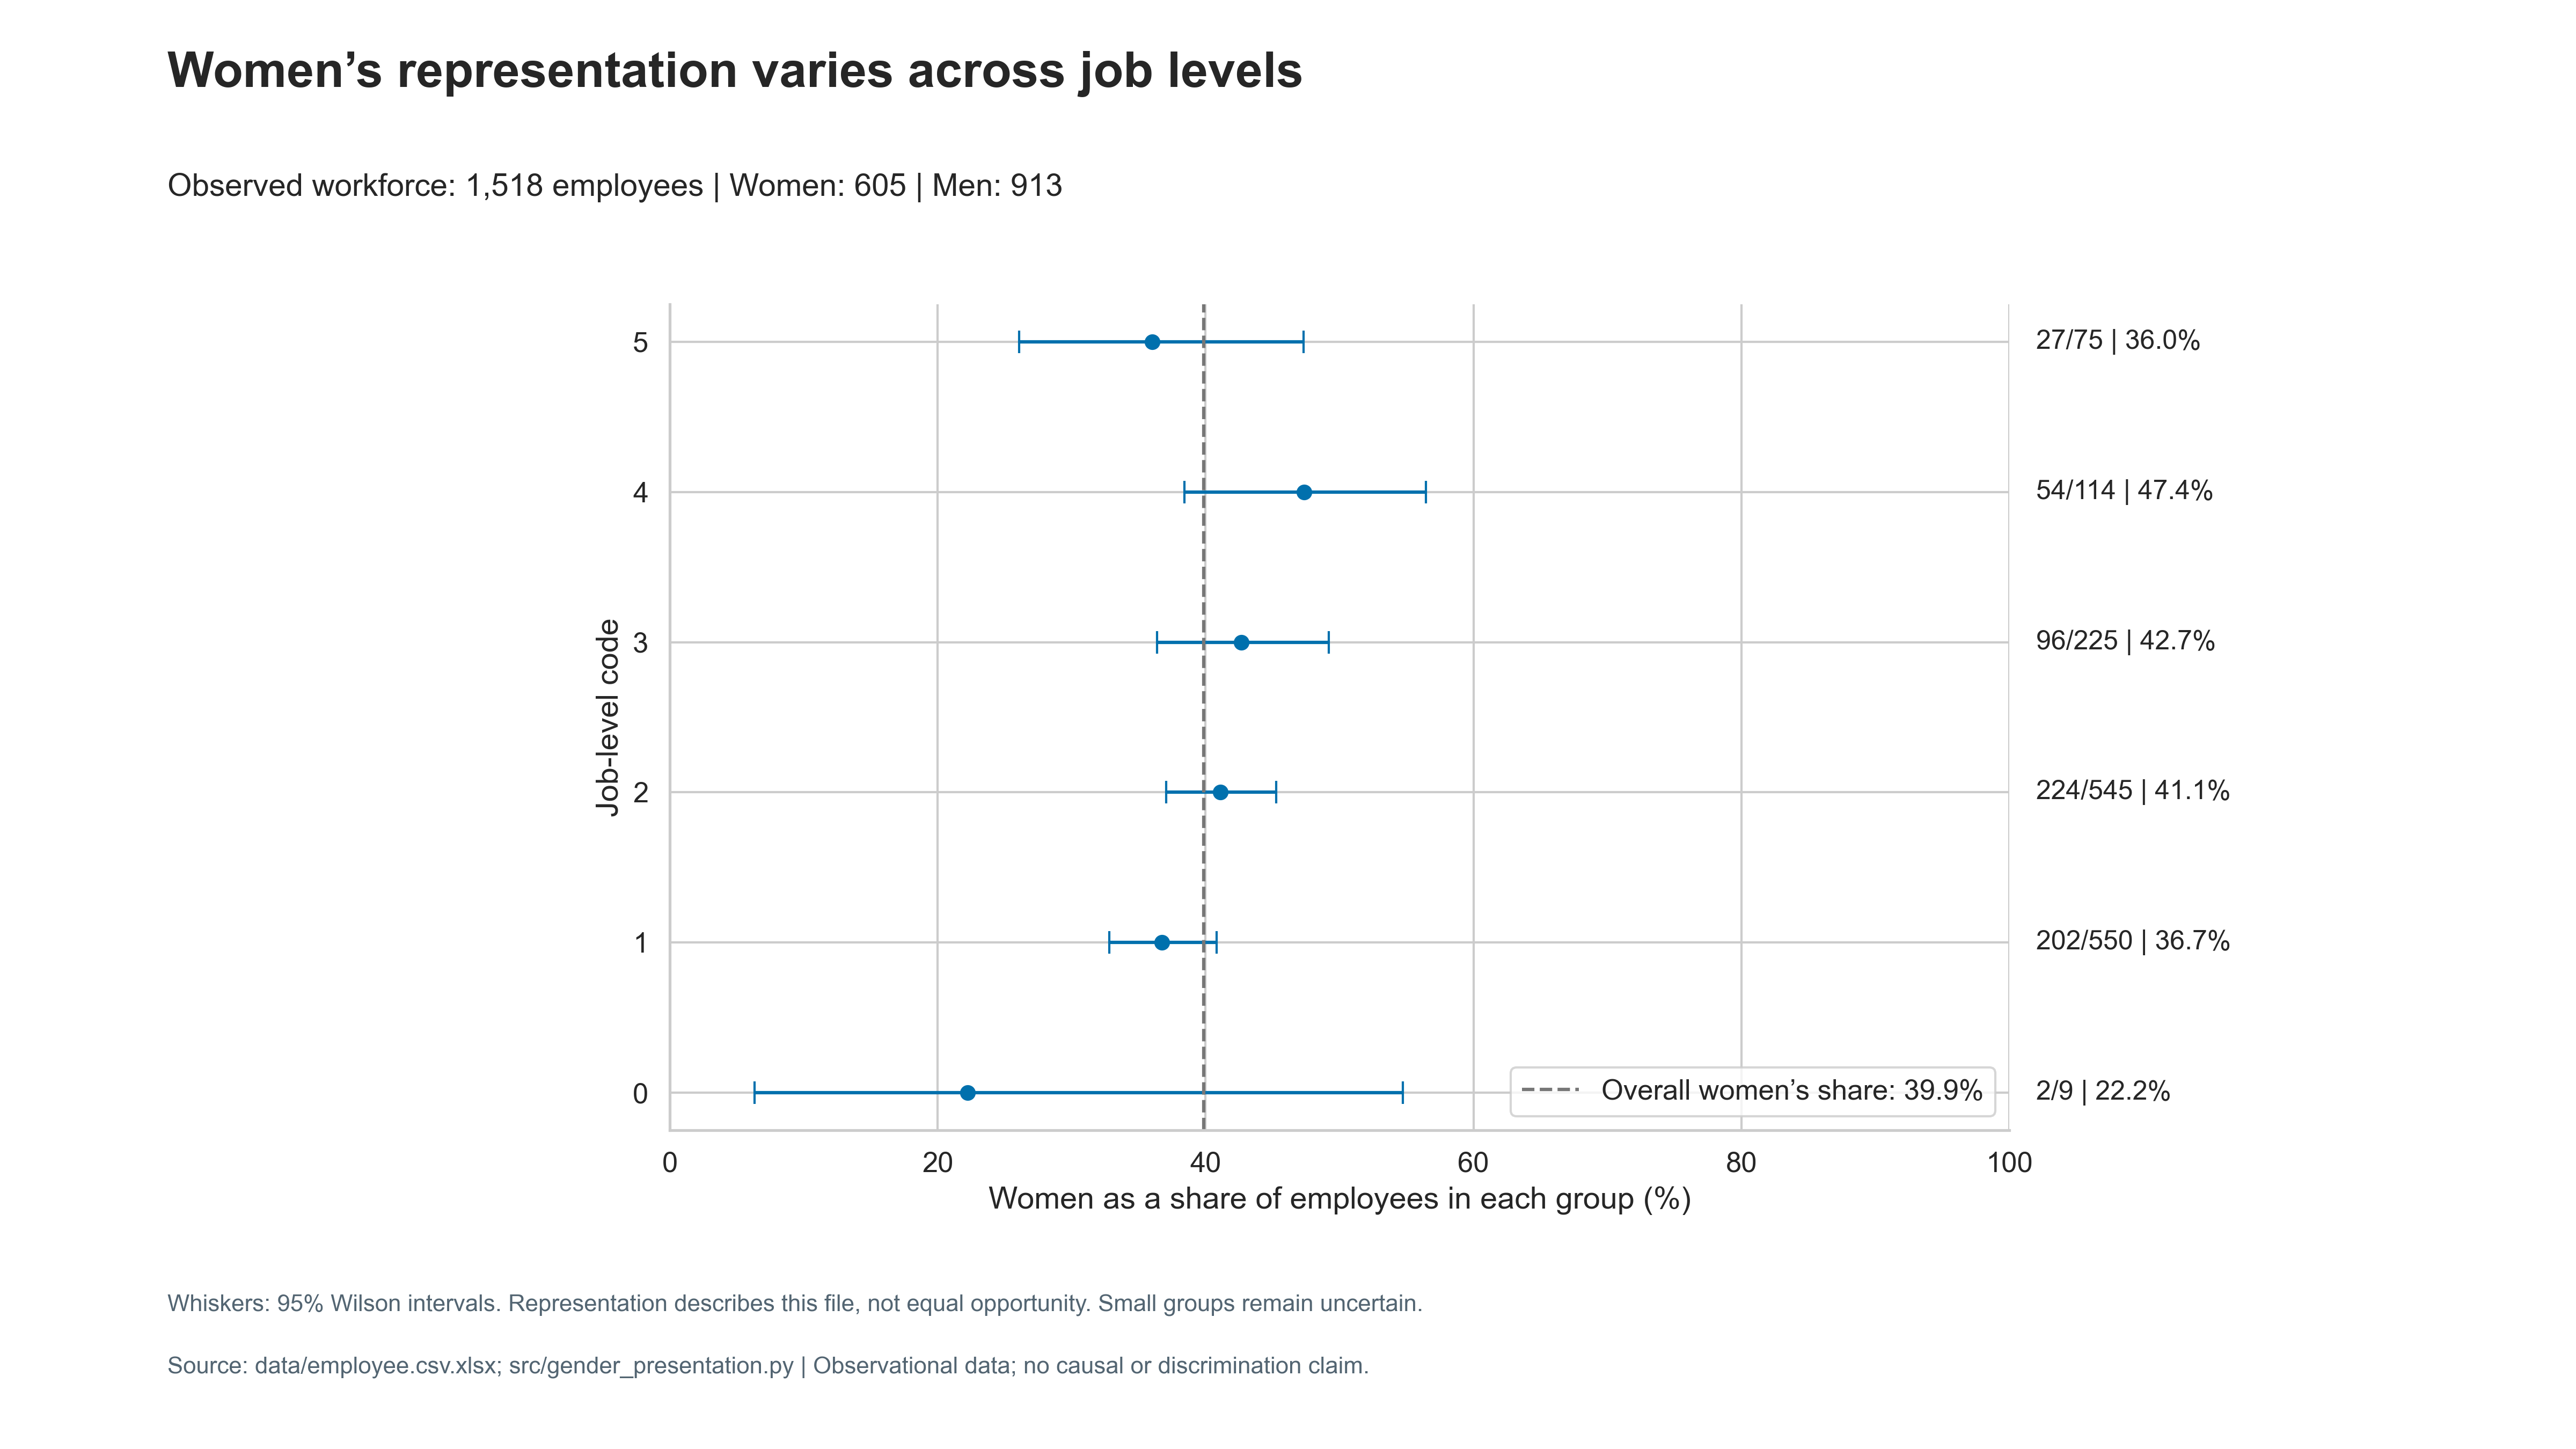 Women’s representation varies across job levels
Observed workforce: 1,518 employees | Women: 605 | Men: 913
Job-level code
5
27/75 | 36.0%
4
54/114 | 47.4%
3
96/225 | 42.7%
2
224/545 | 41.1%
1
202/550 | 36.7%
0
Overall women’s share: 39.9%
2/9 | 22.2%
0 20 40 60 80 100
Women as a share of employees in each group (%)
Whiskers: 95% Wilson intervals. Representation describes this file, not equal opportunity. Small groups remain uncertain.
Source: data/employee.csv.xlsx; src/gender_presentation.py | Observational data; no causal or discrimination claim.